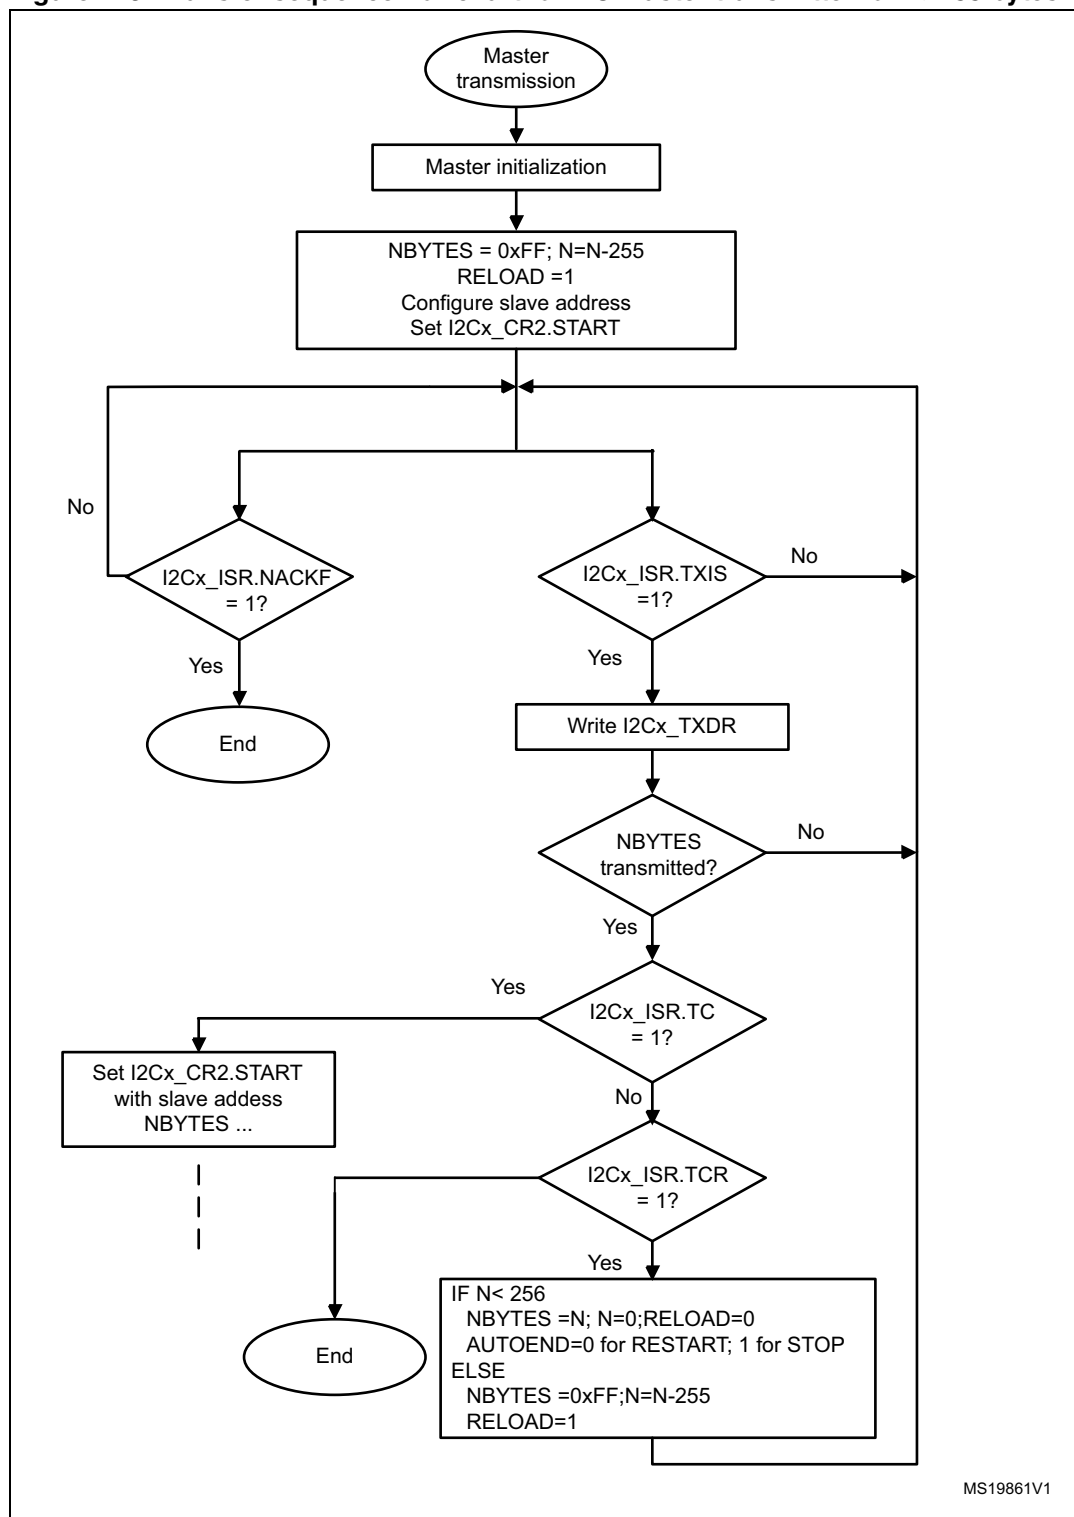 Master
transmission
Master initialization
NBYTES = 0xFF; N=N-255
RELOAD =1
Configure slave address
Set I2Cx_CR2.START
No
I2Cx_ISR.NACKF
= 1?
Yes
End
I2Cx_ISR.TXIS
=1?
No
Yes
Write I2Cx_TXDR
NBYTES
transmitted?
No
Yes
I2Cx_ISR.TC
= 1?
Yes
Set I2Cx_CR2.START
with slave addess
NBYTES ...
No
I2Cx_ISR.TCR
= 1?
Yes
End
IF N< 256
NBYTES =N; N=0;RELOAD=0
AUTOEND=0 for RESTART; 1 for STOP
ELSE
NBYTES =0xFF;N=N-255
RELOAD=1
MS19861V1